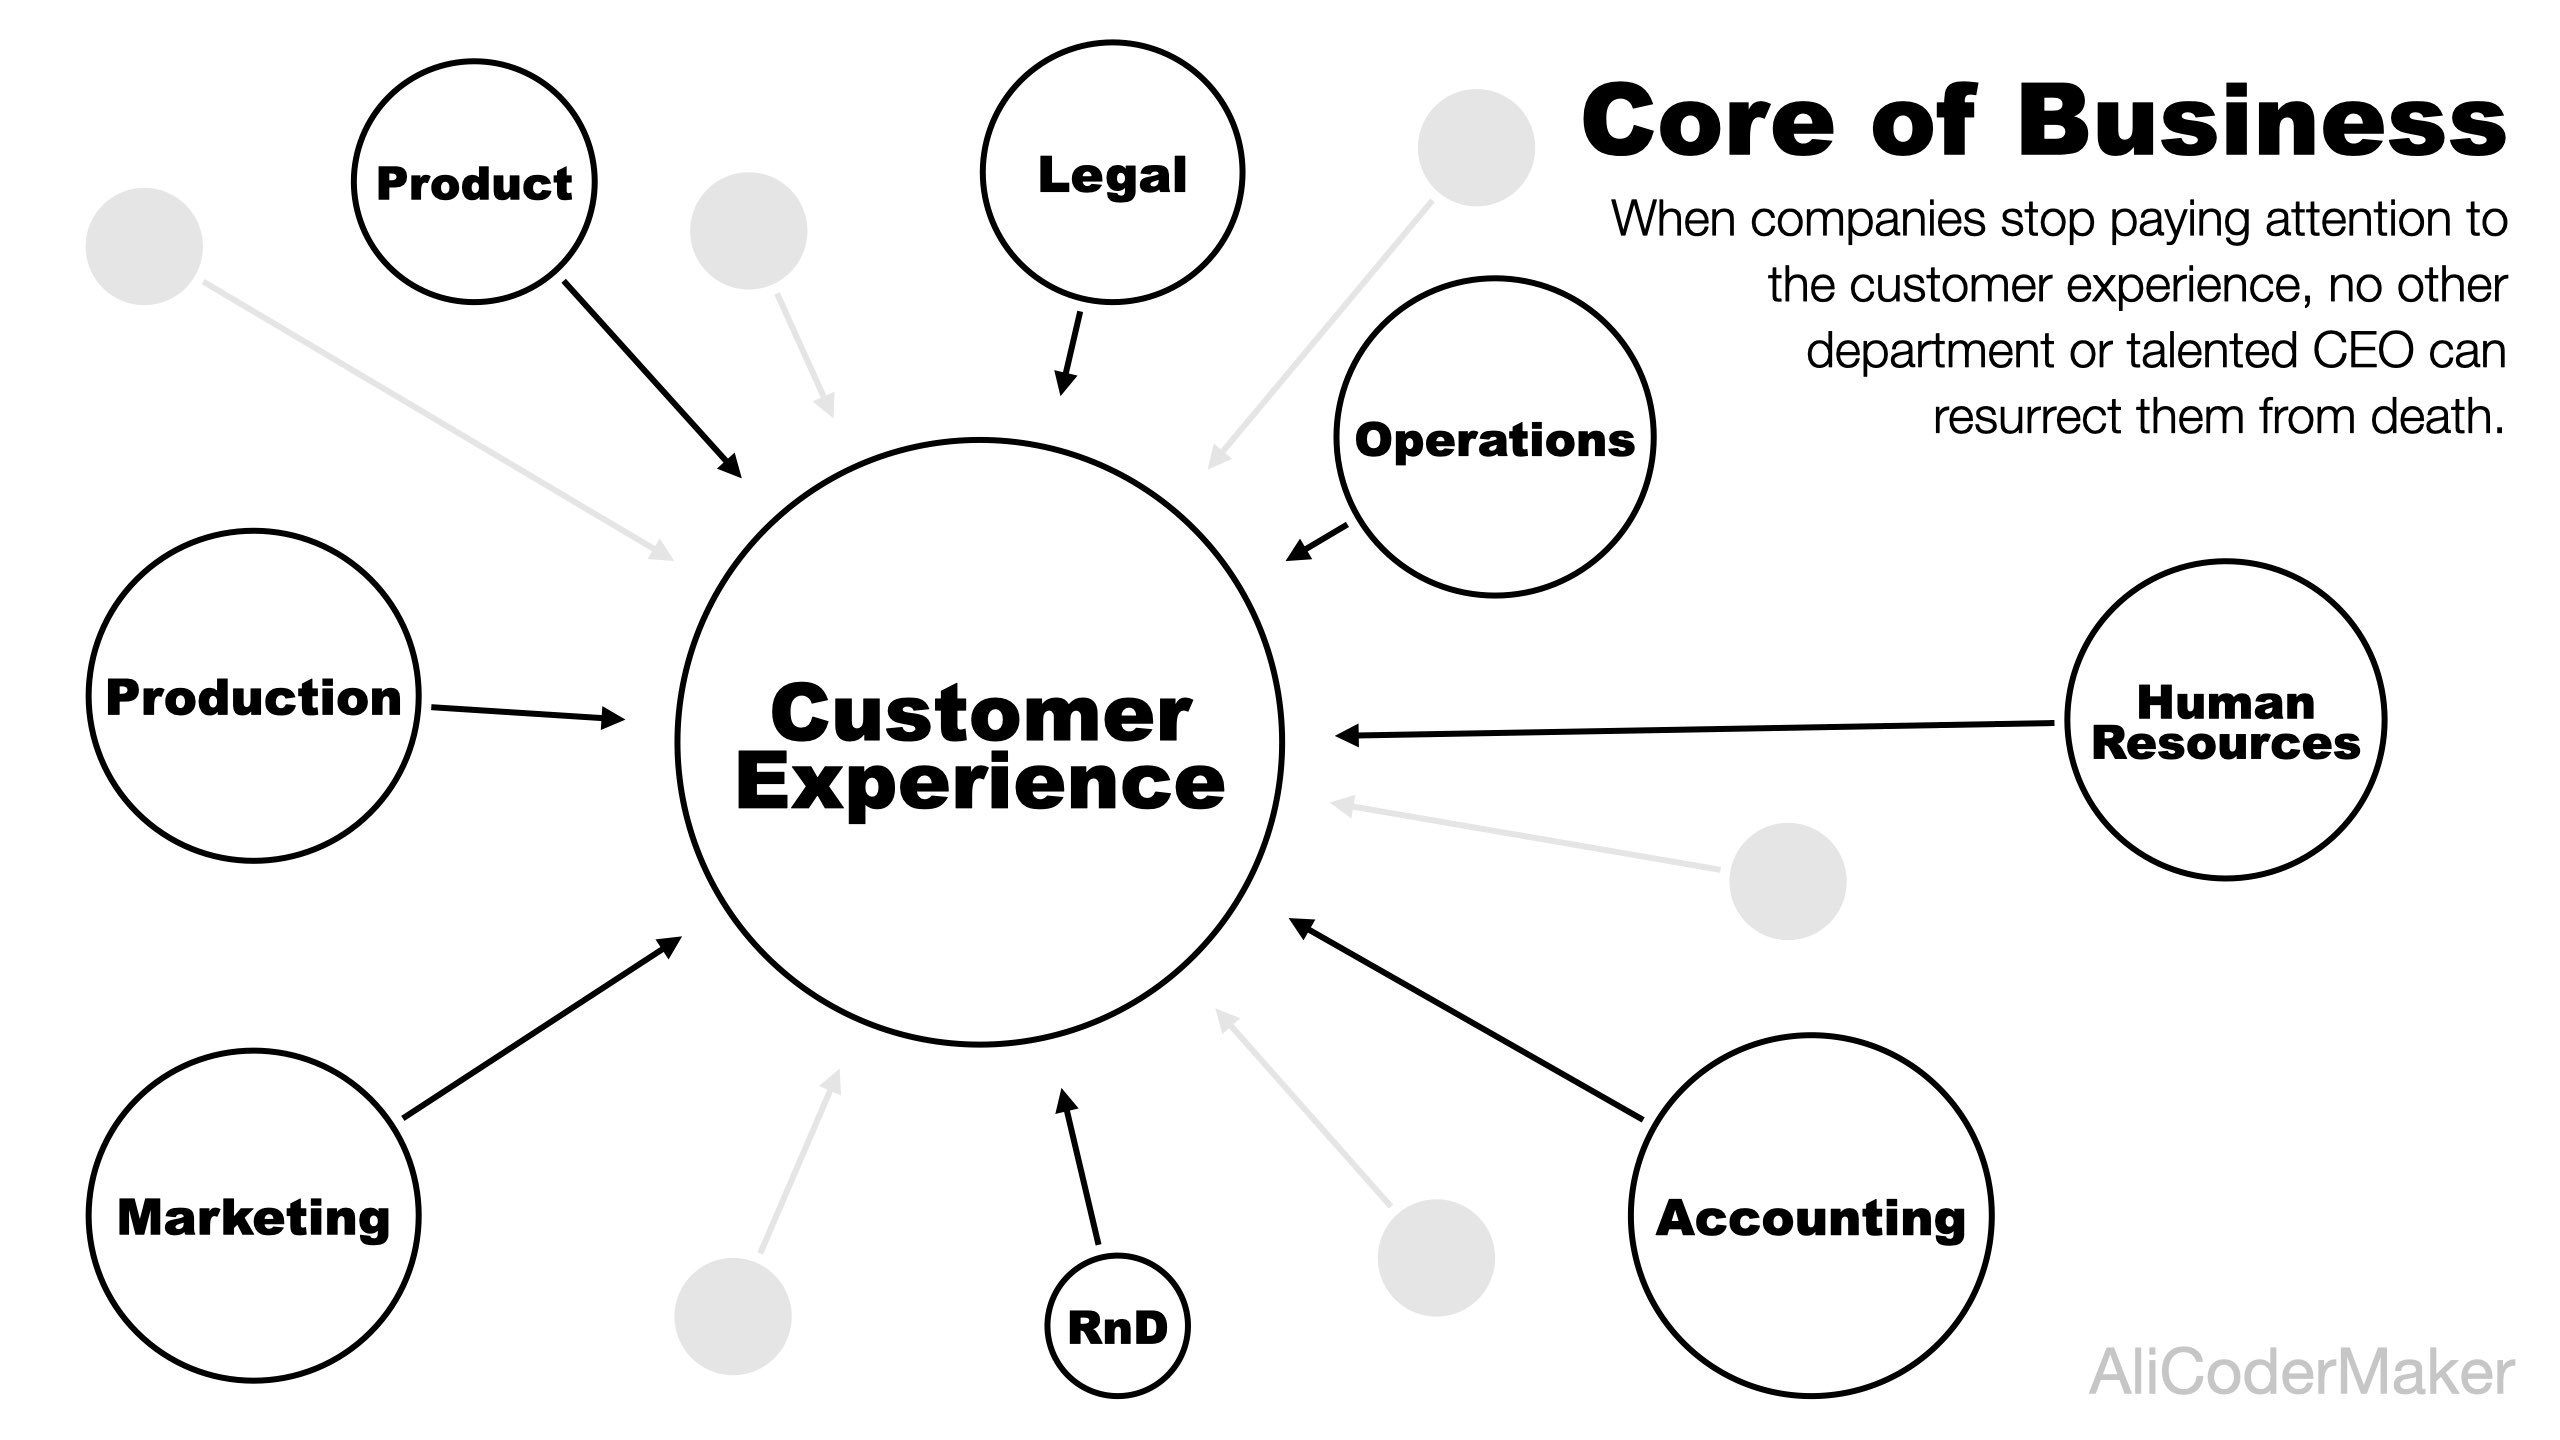 Core of Business
When companies stop paying attention to
the customer experience, no other
department or talented CEO can
resurrect them from death.
Product
Legal
Operations
Production
Customer
Experience
Human
Resources
Marketing
RnD
Accounting
AliCoderMaker